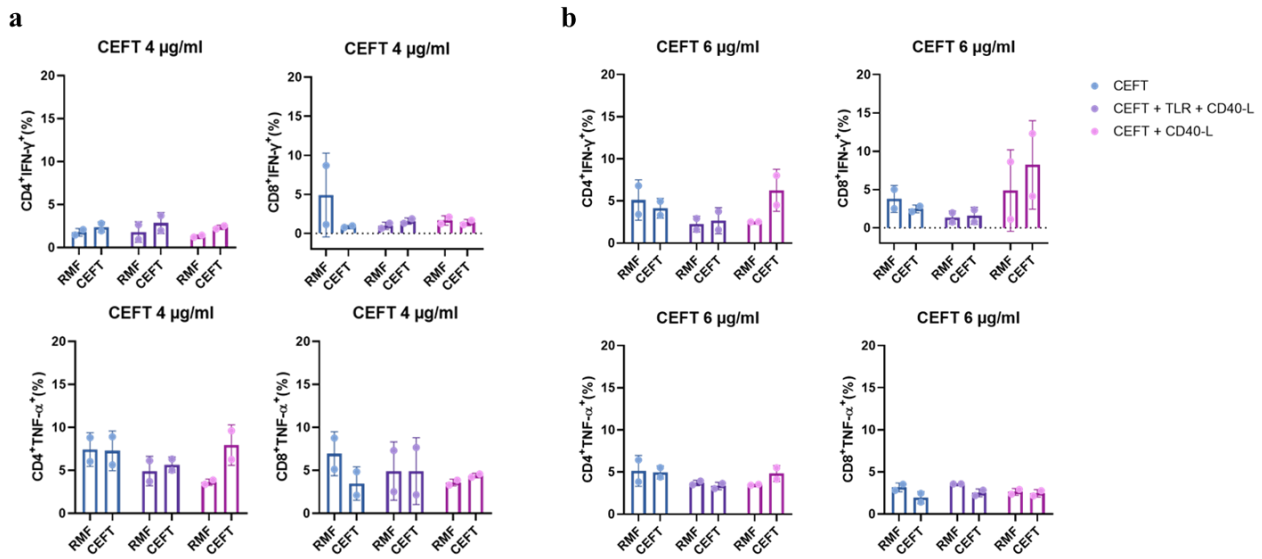 a
CEFT 4 µg/ml
CD4⁺IFN-γ⁺(%)
20
15
10
5
0
RMF CEFT RMF CEFT RMF CEFT
CEFT 4 µg/ml
CD8⁺IFN-γ⁺(%)
20
15
10
5
0
RMF CEFT RMF CEFT RMF CEFT
CEFT 4 µg/ml
CD4⁺TNF-α⁺(%)
20
15
10
5
0
RMF CEFT RMF CEFT RMF CEFT
CEFT 4 µg/ml
CD8⁺TNF-α⁺(%)
20
15
10
5
0
RMF CEFT RMF CEFT RMF CEFT
b
CEFT 6 µg/ml
CD4⁺IFN-γ⁺(%)
20
15
10
5
0
RMF CEFT RMF CEFT RMF CEFT
CEFT 6 µg/ml
CD8⁺IFN-γ⁺(%)
20
15
10
5
0
RMF CEFT RMF CEFT RMF CEFT
CEFT 6 µg/ml
CD4⁺TNF-α⁺(%)
20
15
10
5
0
RMF CEFT RMF CEFT RMF CEFT
CEFT 6 µg/ml
CD8⁺TNF-α⁺(%)
20
15
10
5
0
RMF CEFT RMF CEFT RMF CEFT
CEFT
CEFT + TLR + CD40-L
CEFT + CD40-L